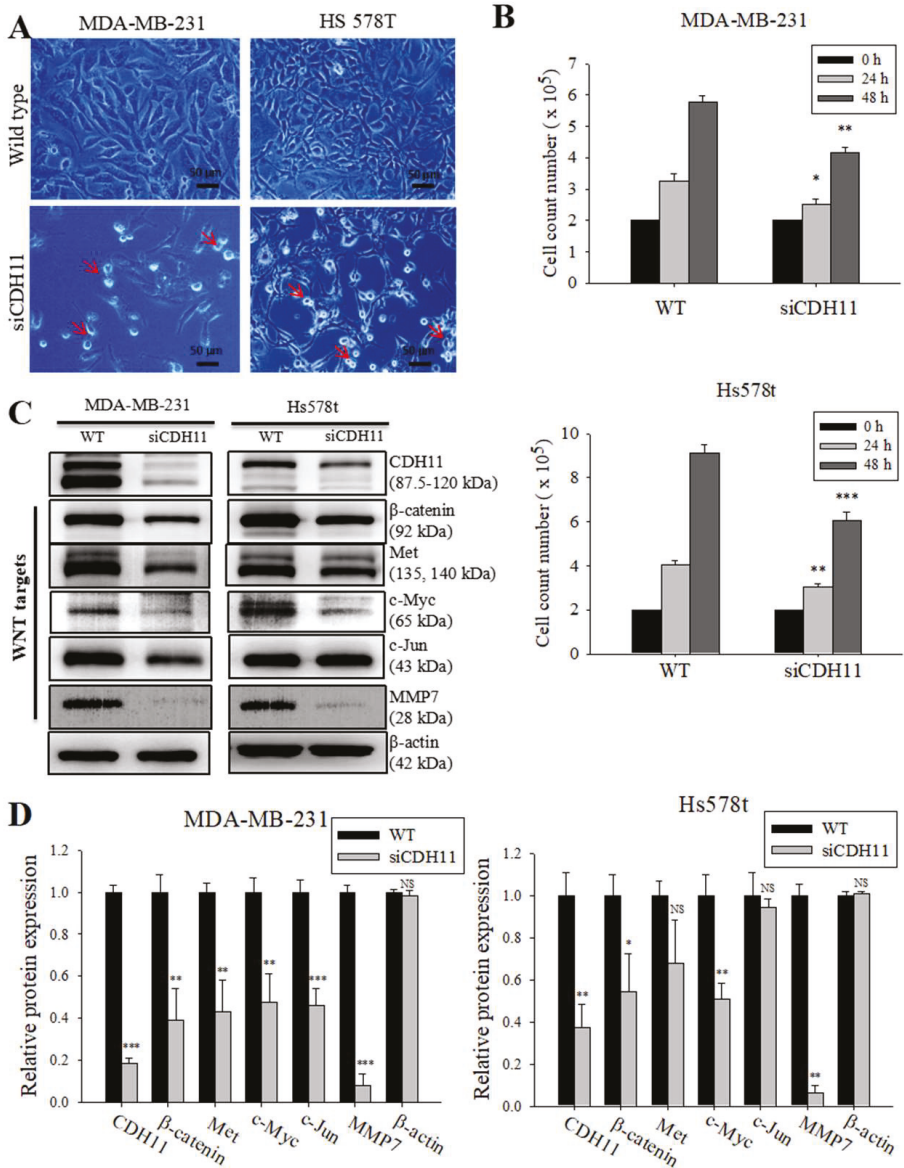 A
MDA-MB-231
HS 578T
Wild type
50 µm
50 µm
siCDH11
50 µm
50 µm
B
MDA-MB-231
0 h
24 h
48 h
Cell count number ( x 10⁵)
7
6
4
3
2
1
0
*
**
WT
siCDH11
Hs578t
0 h
24 h
48 h
Cell count number ( x 10⁵)
10
8
6
4
2
0
**
***
WT
siCDH11
C
MDA-MB-231
Hs578t
WT
siCDH11
WT
siCDH11
WNT targets
CDH11
(87.5-120 kDa)
β-catenin
(92 kDa)
Met
(135, 140 kDa)
c-Myc
(65 kDa)
c-Jun
(43 kDa)
MMP7
(28 kDa)
β-actin
(42 kDa)
D
MDA-MB-231
WT
siCDH11
Relative protein expression
1.2
1.0
0.8
0.6
0.4
0.2
0.0
***
**
**
**
***
***
NS
CDH11
β-catenin
Met
c-Myc
c-Jun
MMP7
β-actin
Hs578t
WT
siCDH11
Relative protein expression
1.2
1.0
0.8
0.6
0.4
0.2
0.0
**
*
NS
**
NS
**
NS
CDH11
β-catenin
Met
c-Myc
c-Jun
MMP7
β-actin